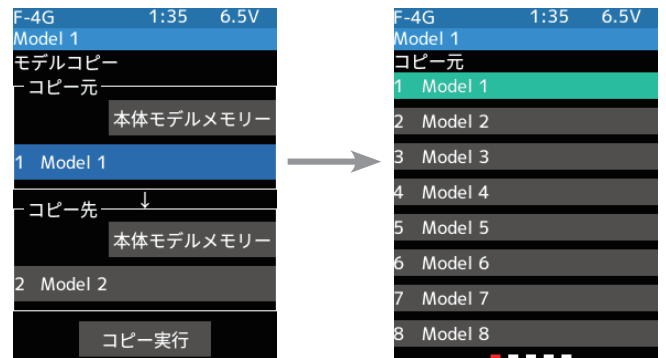 F-4G 1:35 6.5V
Model 1
モデルコピー
コピー元
本体モデルメモリー
1 Model 1
↓
コピー先
本体モデルメモリー
2 Model 2
コピー実行
F-4G 1:35 6.5V
Model 1
コピー元
1 Model 1
2 Model 2
3 Model 3
4 Model 4
5 Model 5
6 Model 6
7 Model 7
8 Model 8